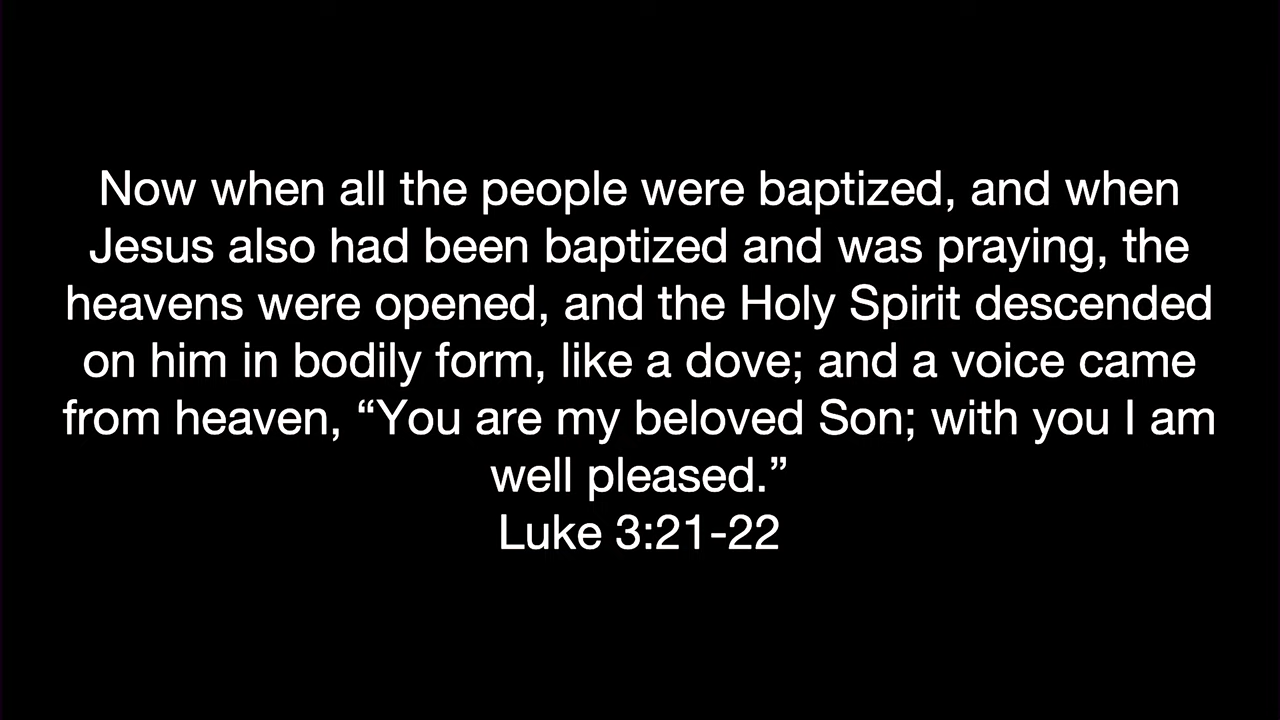 Now when all the people were baptized, and when
Jesus also had been baptized and was praying, the
heavens were opened, and the Holy Spirit descended
on him in bodily form, like a dove; and a voice came
from heaven, “You are my beloved Son; with you I am
well pleased.”
Luke 3:21-22